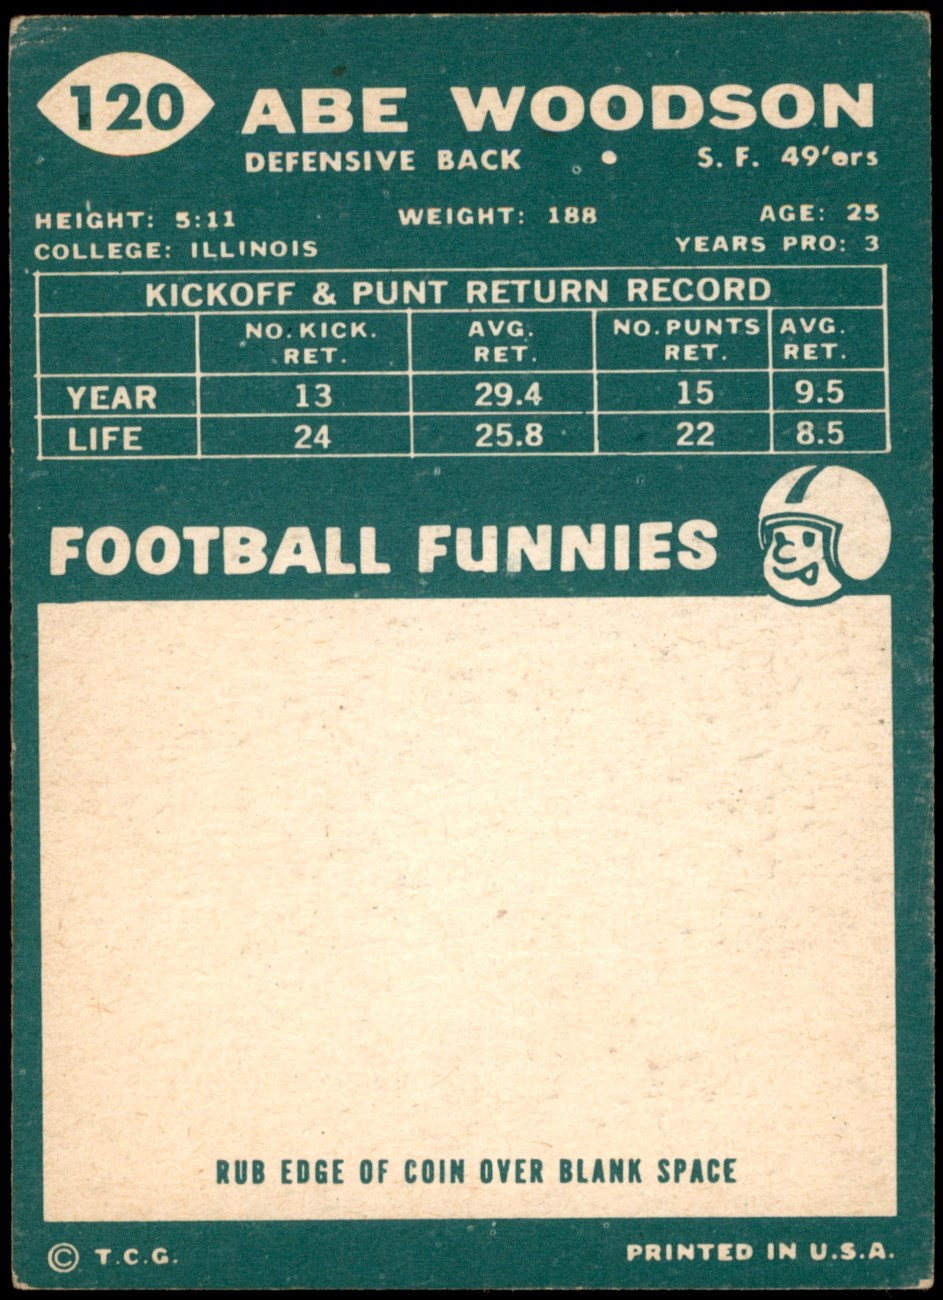 120
ABE WOODSON
DEFENSIVE BACK • S. F. 49'ers
HEIGHT: 5:11 WEIGHT: 188 AGE: 25
COLLEGE: ILLINOIS YEARS PRO: 3
KICKOFF & PUNT RETURN RECORD
NO. KICK. RET. AVG. RET. NO. PUNTS RET. AVG. RET.
YEAR 13 29.4 15 9.5
LIFE 24 25.8 22 8.5
FOOTBALL FUNNIES
RUB EDGE OF COIN OVER BLANK SPACE
© T.C.G. PRINTED IN U.S.A.